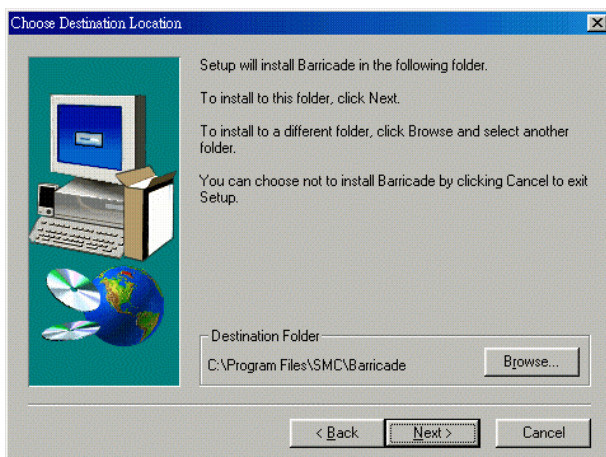 Choose Destination Location
Setup will install Barricade in the following folder.
To install to this folder, click Next.
To install to a different folder, click Browse and select another
folder.
You can choose not to install Barricade by clicking Cancel to exit
Setup.
Destination Folder
C:\Program Files\SMC\Barricade
Browse...
< Back
Next >
Cancel